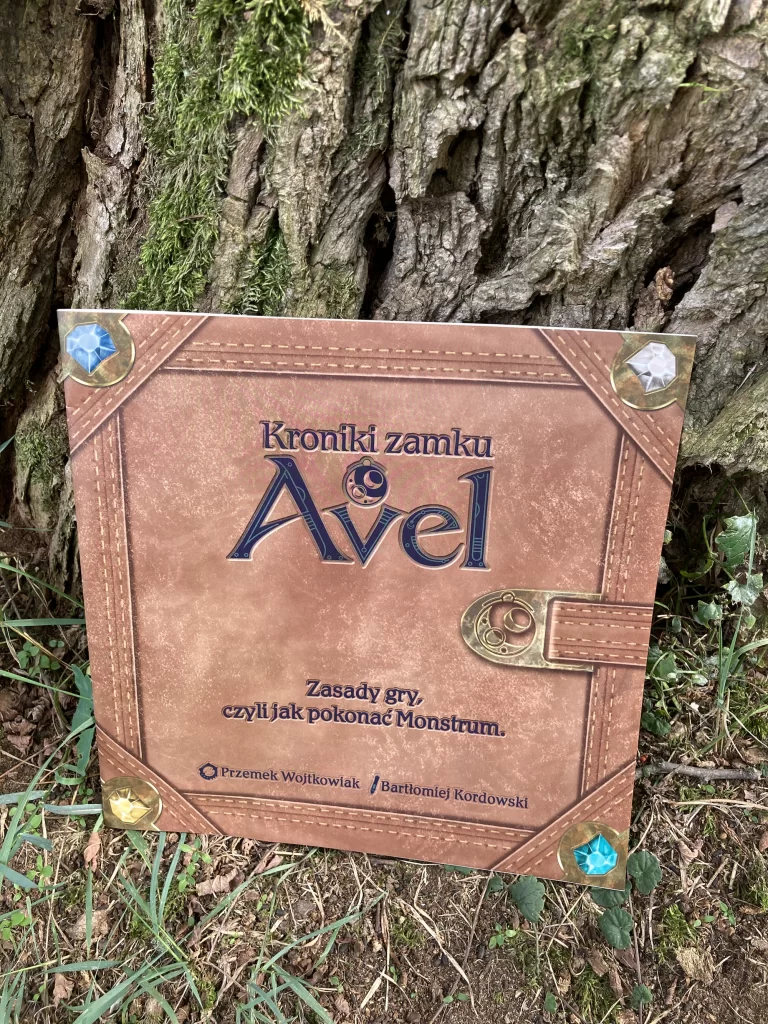 Kroniki zamku
Avel
Zasady gry,
czyli jak pokonać Monstrum.
Przemek Wojtkowiak Bartłomiej Kordowski